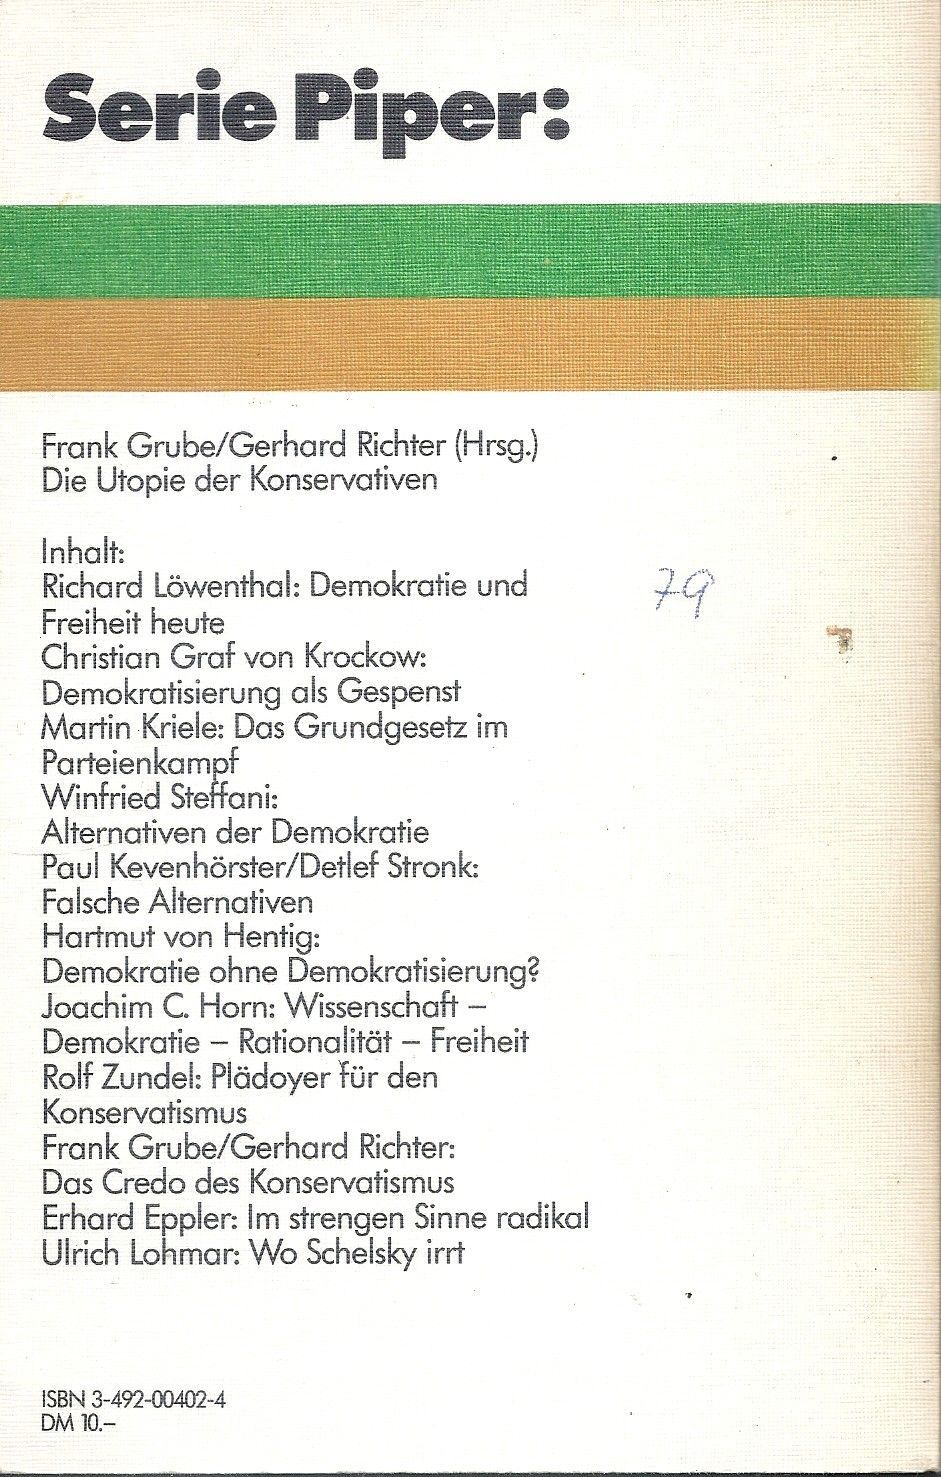 Serie Piper:
Frank Grube/Gerhard Richter (Hrsg.)
Die Utopie der Konservativen
Inhalt:
Richard Löwenthal: Demokratie und
Freiheit heute
79
Christian Graf von Krockow:
Demokratisierung als Gespenst
Martin Kriele: Das Grundgesetz im
Parteienkampf
Winfried Steffani:
Alternativen der Demokratie
Paul Kevenhörster/Detlef Stronk:
Falsche Alternativen
Hartmut von Hentig:
Demokratie ohne Demokratisierung?
Joachim C. Horn: Wissenschaft –
Demokratie – Rationalität – Freiheit
Rolf Zundel: Plädoyer für den
Konservatismus
Frank Grube/Gerhard Richter:
Das Credo des Konservatismus
Erhard Eppler: Im strengen Sinne radikal
Ulrich Lohmar: Wo Schelsky irrt
ISBN 3-492-00402-4
DM 10.–